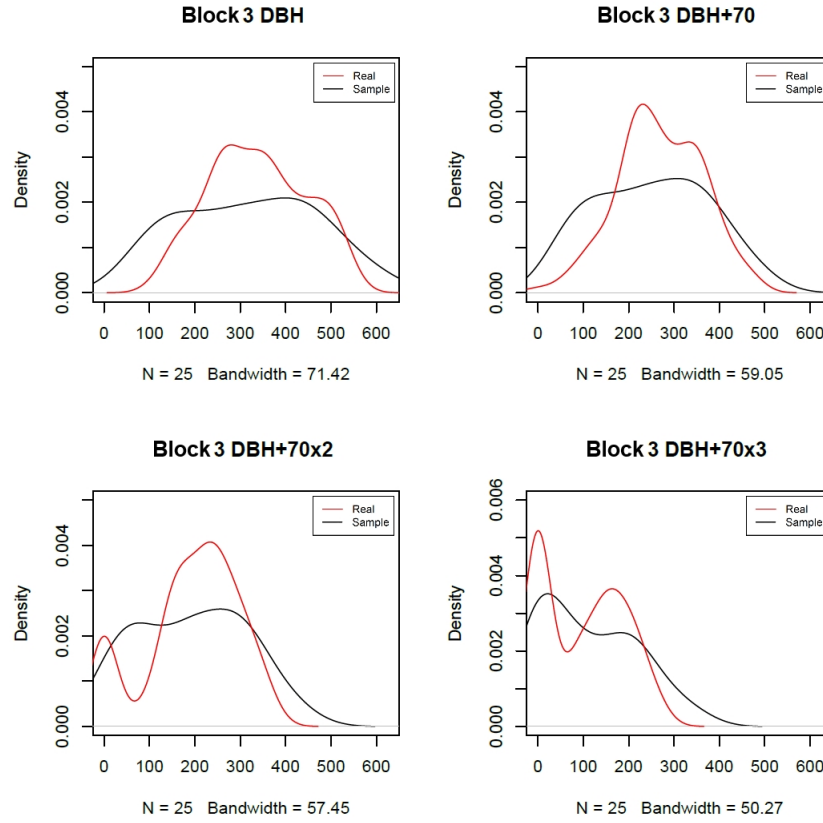 Block 3 DBH
Real
Sample
Density
0.000 0.002 0.004
0 100 200 300 400 500 600
N = 25 Bandwidth = 71.42
Block 3 DBH+70
Real
Sample
Density
0.000 0.002 0.004
0 100 200 300 400 500 600
N = 25 Bandwidth = 59.05
Block 3 DBH+70x2
Real
Sample
Density
0.000 0.002 0.004
0 100 200 300 400 500 600
N = 25 Bandwidth = 57.45
Block 3 DBH+70x3
Real
Sample
Density
0.000 0.002 0.004 0.006
0 100 200 300 400 500 600
N = 25 Bandwidth = 50.27